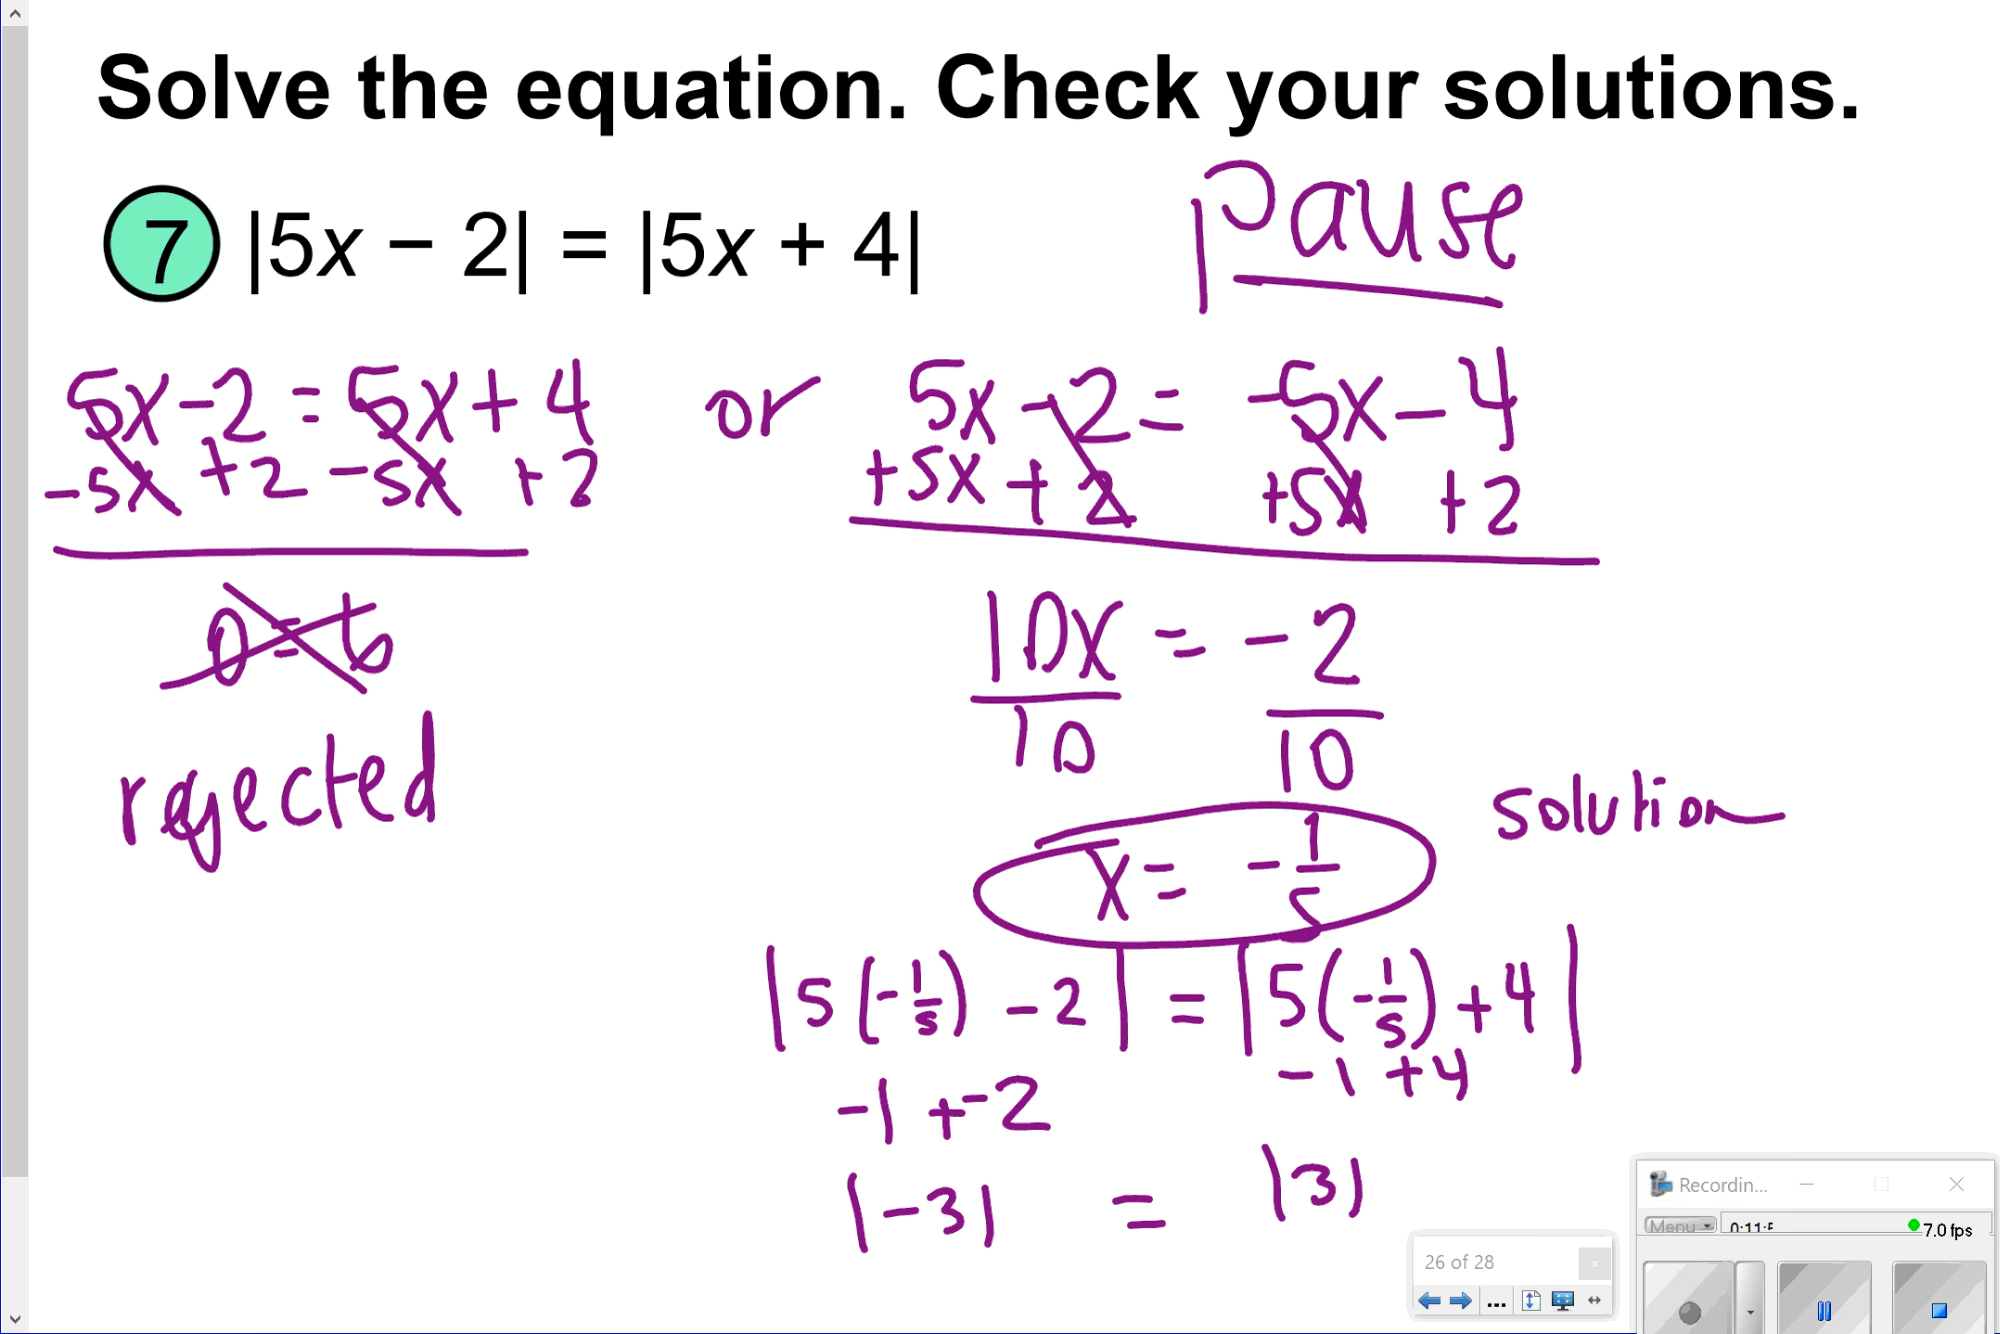 Solve the equation. Check your solutions.
7 |5x − 2| = |5x + 4|
Pause
5x-2 = 5x+4 or 5x-2 = -5x-4
-5x +2 -5x +2 +5x +2 +5x +2
0=6 10x = -2
10 10
rejected
x = -1/5 solution
|5(-1/5) -2| = |5(-1/5) +4|
-1 +-2 -1 +4
|-3| = |3|
Recordin...
Menu
7.0 fps
26 of 28
...